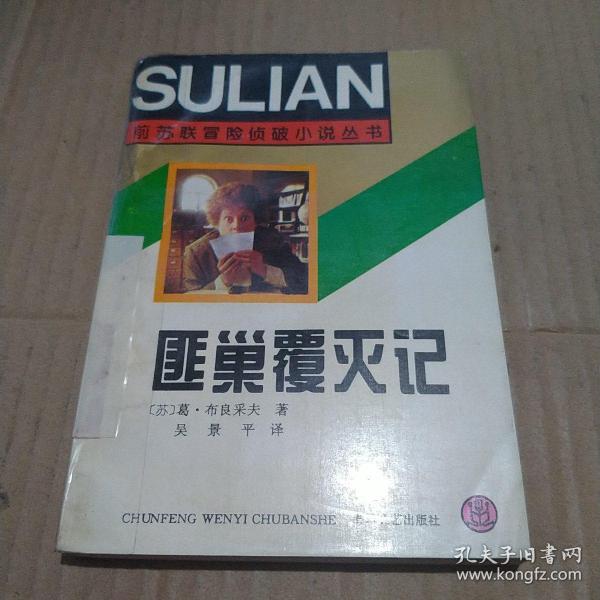 SULIAN
前苏联冒险侦破小说丛书
匪巢覆灭记
〔苏〕葛·布良采夫 著
吴景平 译
CHUNFENG WENYI CHUBANSHE 艺出版社
孔夫子旧书网
www.kongfz.com